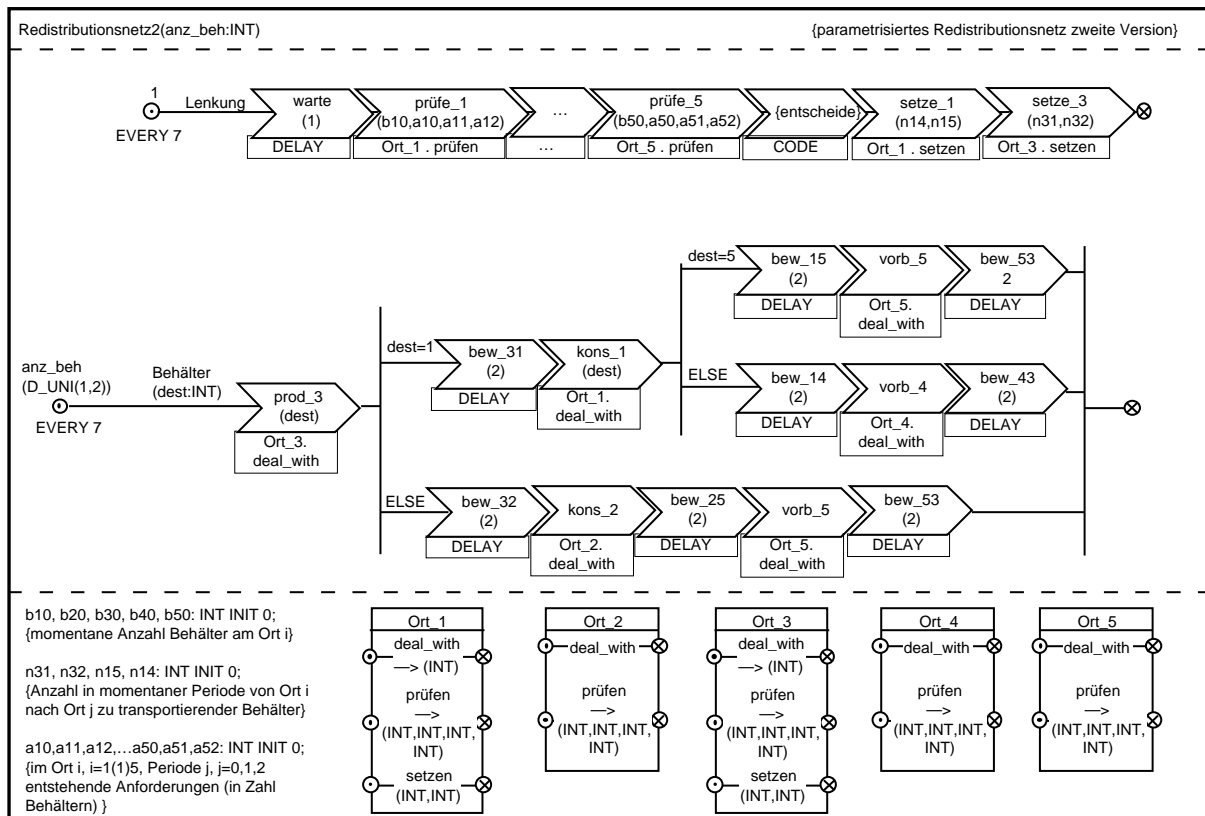 Redistributionsnetz2(anz_beh:INT) {parametrisiertes Redistributionsnetz zweite Version}
1
Lenkung
EVERY 7
warte
(1)
DELAY
prüfe_1
(b10,a10,a11,a12)
Ort_1 . prüfen
...
...
prüfe_5
(b50,a50,a51,a52)
Ort_5 . prüfen
{entscheide}
CODE
setze_1
(n14,n15)
Ort_1 . setzen
setze_3
(n31,n32)
Ort_3 . setzen
anz_beh
(D_UNI(1,2))
EVERY 7
Behälter
(dest:INT)
prod_3
(dest)
Ort_3.
deal_with
dest=1
bew_31
(2)
DELAY
kons_1
(dest)
Ort_1.
deal_with
dest=5
bew_15
(2)
DELAY
vorb_5
Ort_5.
deal_with
bew_53
2
DELAY
ELSE
bew_14
(2)
DELAY
vorb_4
Ort_4.
deal_with
bew_43
(2)
DELAY
ELSE
bew_32
(2)
DELAY
kons_2
Ort_2.
deal_with
bew_25
(2)
DELAY
vorb_5
Ort_5.
deal_with
bew_53
(2)
DELAY
b10, b20, b30, b40, b50: INT INIT 0;
{momentane Anzahl Behälter am Ort i}
n31, n32, n15, n14: INT INIT 0;
{Anzahl in momentaner Periode von Ort i
nach Ort j zu transportierender Behälter}
a10,a11,a12,…a50,a51,a52: INT INIT 0;
{im Ort i, i=1(1)5, Periode j, j=0,1,2
entstehende Anforderungen (in Zahl
Behältern) }
Ort_1
deal_with
—> (INT)
prüfen
—>
(INT,INT,INT,
INT)
setzen
(INT,INT)
Ort_2
deal_with
prüfen
—>
(INT,INT,INT,
INT)
Ort_3
deal_with
—> (INT)
prüfen
—>
(INT,INT,INT,
INT)
setzen
(INT,INT)
Ort_4
deal_with
prüfen
—>
(INT,INT,INT,
INT)
Ort_5
deal_with
prüfen
—>
(INT,INT,INT,
INT)